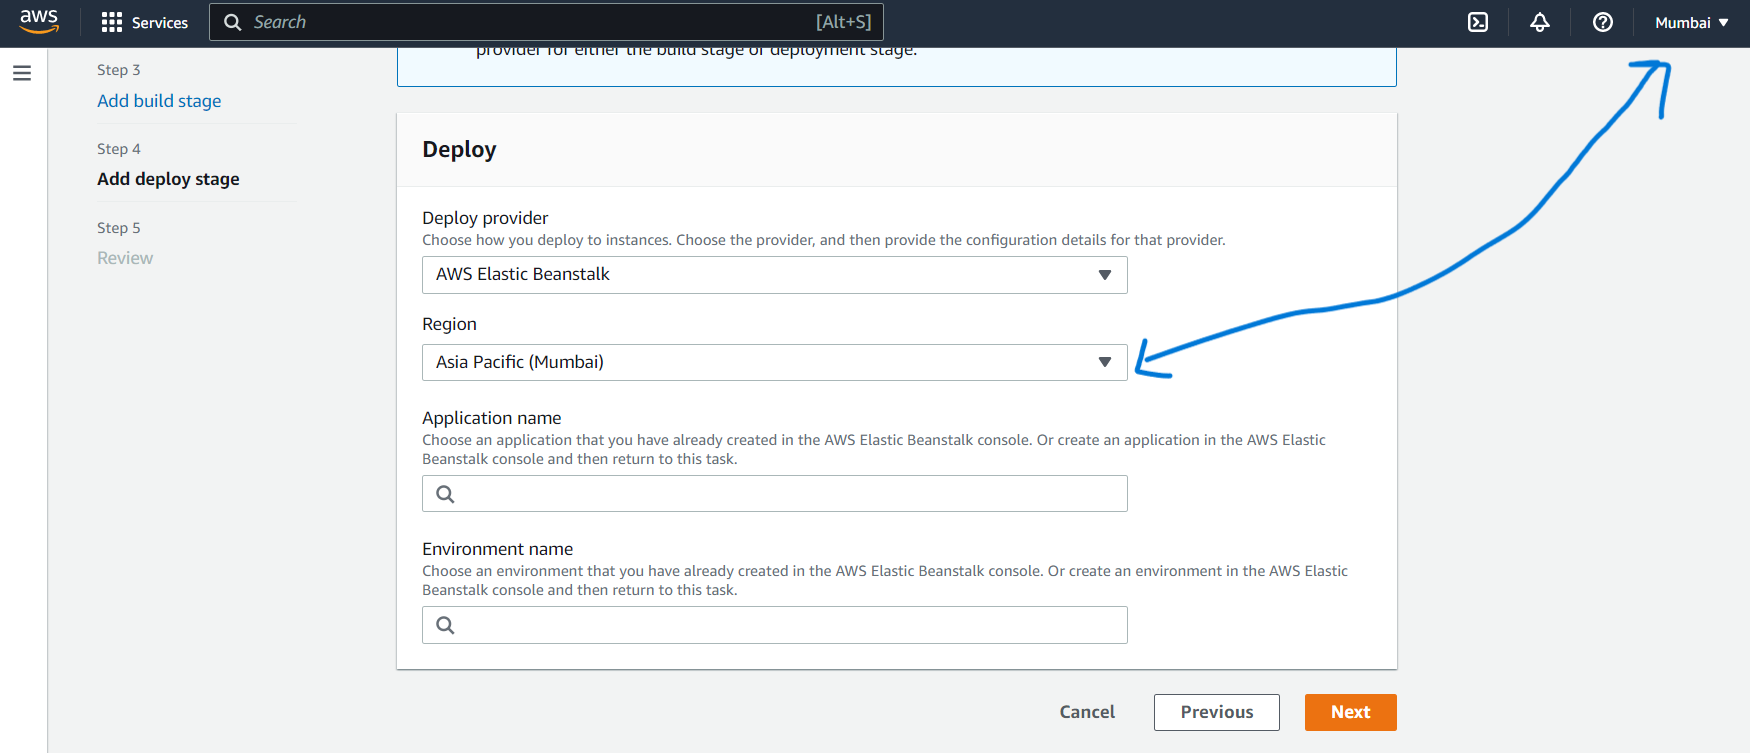 aws
Services
Search
[Alt+S]
Mumbai
provider for either the build stage or deployment stage.
Step 3
Add build stage
Step 4
Add deploy stage
Step 5
Review
Deploy
Deploy provider
Choose how you deploy to instances. Choose the provider, and then provide the configuration details for that provider.
AWS Elastic Beanstalk
Region
Asia Pacific (Mumbai)
Application name
Choose an application that you have already created in the AWS Elastic Beanstalk console. Or create an application in the AWS Elastic
Beanstalk console and then return to this task.
Environment name
Choose an environment that you have already created in the AWS Elastic Beanstalk console. Or create an environment in the AWS Elastic
Beanstalk console and then return to this task.
Cancel
Previous
Next